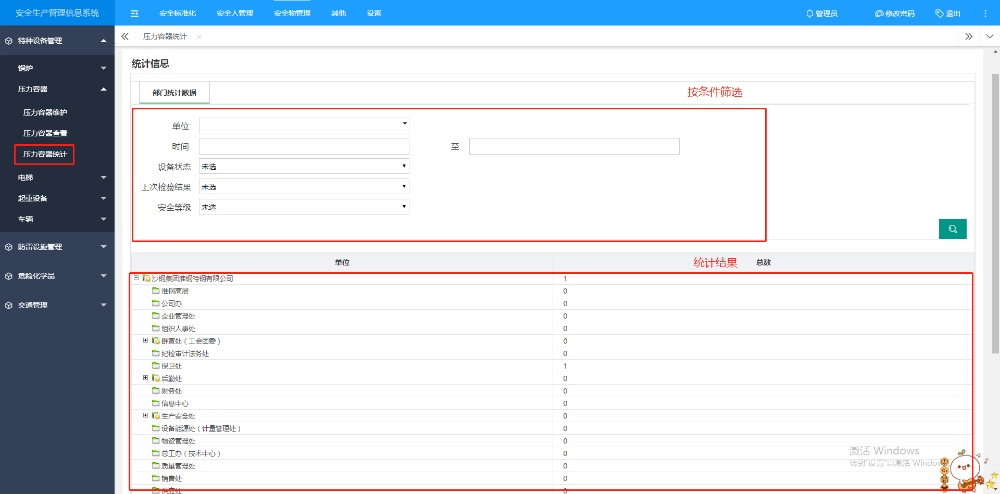 安全生产管理信息系统
安全标准化 安全人管理 安全物管理 其他 设置
管理员 修改密码 退出
特种设备管理
锅炉
压力容器
压力容器维护
压力容器查看
压力容器统计
电梯
起重设备
车辆
防雷设施管理
危险化学品
交通管理
压力容器统计
统计信息
部门统计数据
按条件筛选
单位:
时间: 至:
设备状态 未选
上次检验结果 未选
安全等级 未选
单位 统计结果 总数
沙钢集团淮钢特钢有限公司 1
淮钢高层 0
公司办 0
企业管理处 0
组织人事处 0
群宣处（工会团委） 0
纪检审计法务处 0
保卫处 1
后勤处 0
财务处 0
信息中心 0
生产安全处 0
设备能源处（计量管理处） 0
物资管理处 0
总工办（技术中心） 0
质量管理处 0
销售处 0
供应处 0
激活 Windows
转到"设置"以激活 Windows
中
简